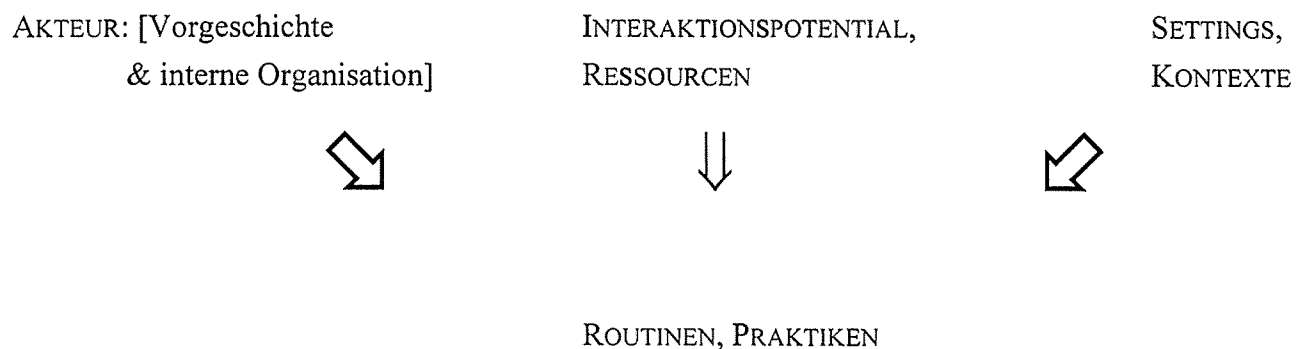 AKTEUR: [Vorgeschichte
& interne Organisation]
INTERAKTIONSPOTENTIAL,
RESSOURCEN
SETTINGS,
KONTEXTE
ROUTINEN, PRAKTIKEN